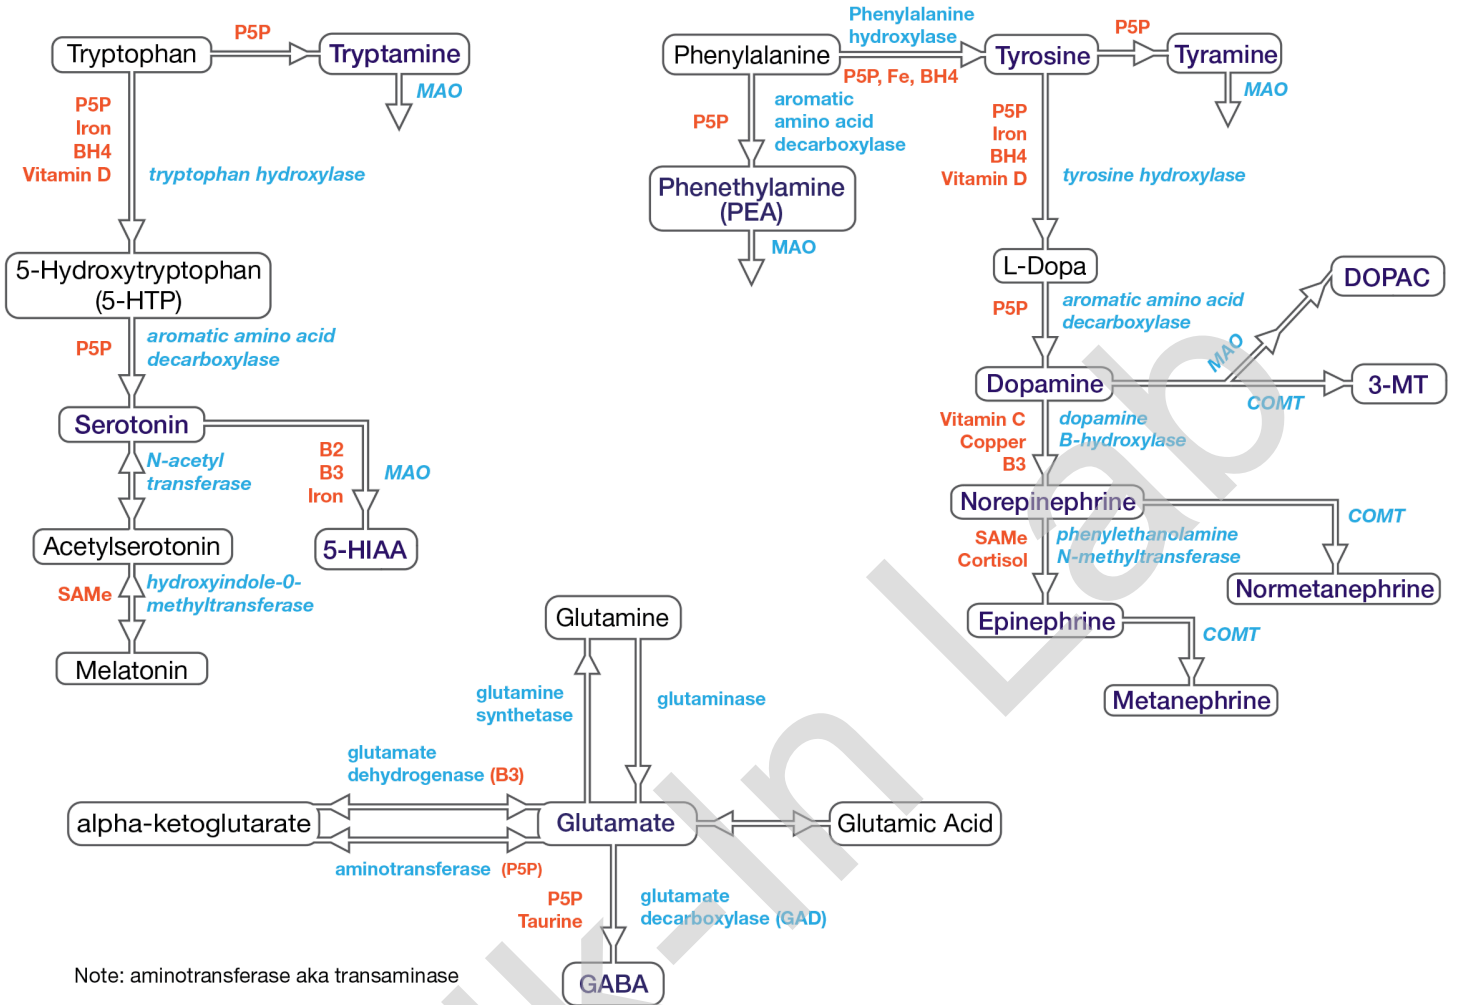 Tryptophan
P5P
Tryptamine
MAO
P5P
Iron
BH4
Vitamin D
tryptophan hydroxylase
5-Hydroxytryptophan
(5-HTP)
P5P
aromatic amino acid
decarboxylase
Serotonin
N-acetyl
transferase
B2
B3
Iron
MAO
Acetylserotonin
5-HIAA
SAMe
hydroxyindole-0-
methyltransferase
Melatonin
Phenylalanine
Phenylalanine
hydroxylase
P5P, Fe, BH4
Tyrosine
P5P
Tyramine
MAO
P5P
aromatic
amino acid
decarboxylase
Phenethylamine
(PEA)
MAO
P5P
Iron
BH4
Vitamin D
tyrosine hydroxylase
L-Dopa
P5P
aromatic amino acid
decarboxylase
DOPAC
MAO
Dopamine
COMT
3-MT
Vitamin C
Copper
B3
dopamine
B-hydroxylase
Norepinephrine
COMT
SAMe
Cortisol
phenylethanolamine
N-methyltransferase
Normetanephrine
Epinephrine
COMT
Metanephrine
Glutamine
glutamine
synthetase
glutaminase
glutamate
dehydrogenase (B3)
alpha-ketoglutarate
Glutamate
Glutamic Acid
aminotransferase (P5P)
P5P
Taurine
glutamate
decarboxylase (GAD)
GABA
Note: aminotransferase aka transaminase
k-In Lab